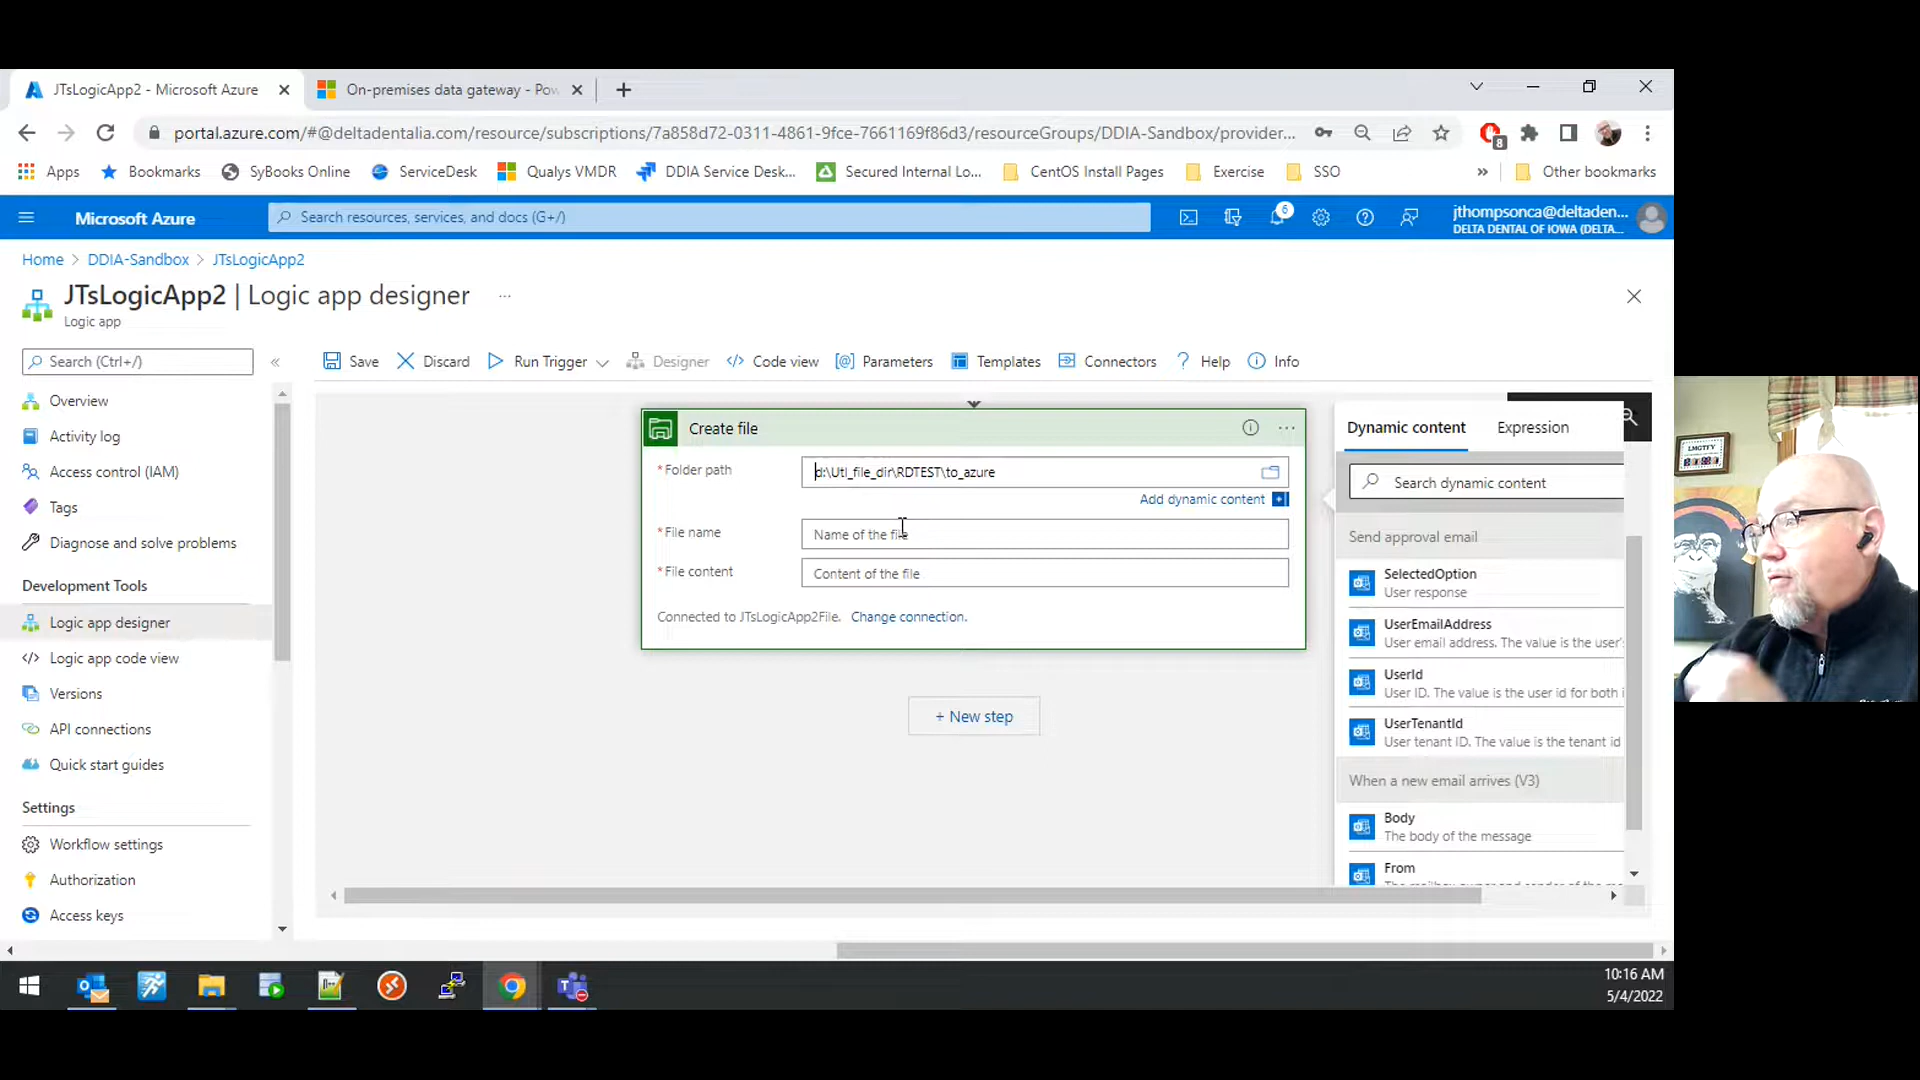 JTsLogicApp2 - Microsoft Azure
On-premises data gateway - Pow
portal.azure.com/#@deltadentalia.com/resource/subscriptions/7a858d72-0311-4861-9fce-7661169f86d3/resourceGroups/DDIA-Sandbox/provider...
8
Apps
Bookmarks
SyBooks Online
ServiceDesk
Qualys VMDR
DDIA Service Desk...
Secured Internal Lo...
CentOS Install Pages
Exercise
SSO
»
Other bookmarks
Microsoft Azure
Search resources, services, and docs (G+/)
6
jthompsonca@deltaden...
DELTA DENTAL OF IOWA (DELTA...
Home > DDIA-Sandbox > JTsLogicApp2
JTsLogicApp2 | Logic app designer ...
Logic app
Search (Ctrl+/)
«
Save
Discard
Run Trigger
Designer
Code view
Parameters
Templates
Connectors
Help
Info
Overview
Activity log
Access control (IAM)
Tags
Diagnose and solve problems
Development Tools
Logic app designer
Logic app code view
Versions
API connections
Quick start guides
Settings
Workflow settings
Authorization
Access keys
Create file
* Folder path
d:\Utl_file_dir\RDTEST\to_azure
Add dynamic content
* File name
Name of the file
* File content
Content of the file
Connected to JTsLogicApp2File. Change connection.
+ New step
Dynamic content
Expression
Search dynamic content
Send approval email
SelectedOption
User response
UserEmailAddress
User email address. The value is the user'
UserId
User ID. The value is the user id for both i
UserTenantId
User tenant ID. The value is the tenant id
When a new email arrives (V3)
Body
The body of the message
From
LMGTFY
10:16 AM
5/4/2022